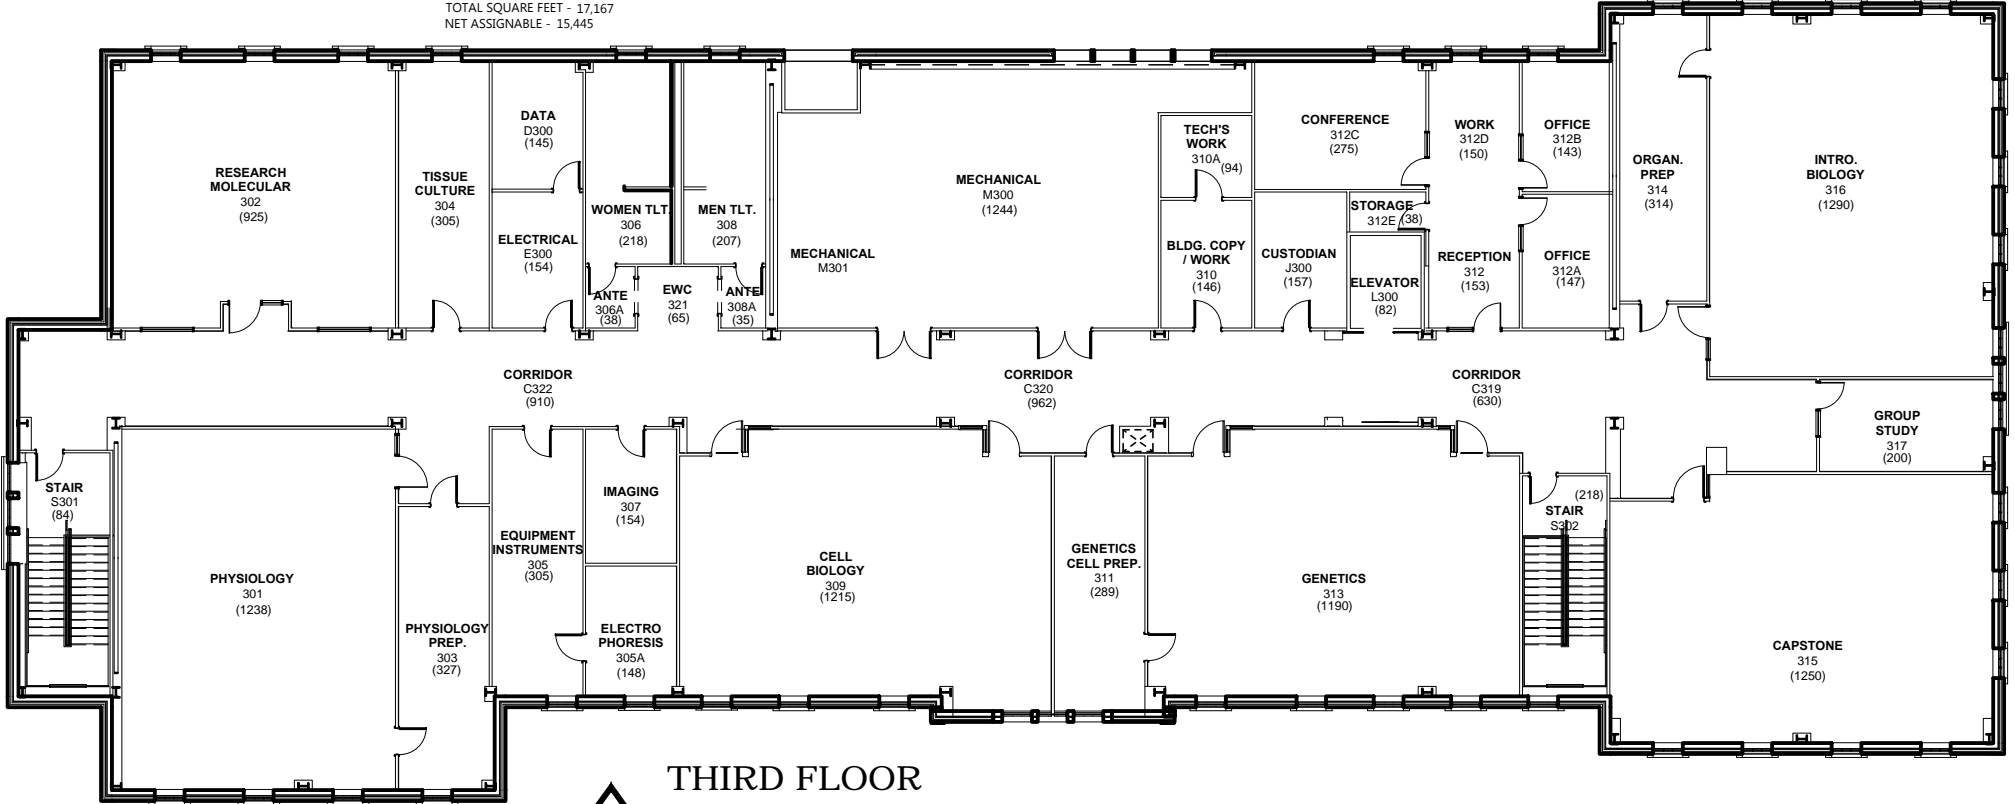 TOTAL SQUARE FEET - 17,167
NET ASSIGNABLE - 15,445
RESEARCH
MOLECULAR
302
(925)
TISSUE
CULTURE
304
(305)
DATA
D300
(145)
ELECTRICAL
E300
(154)
WOMEN TLT.
306
(218)
MEN TLT.
308
(207)
ANTE
306A
(38)
EWC
321
(65)
ANTE
308A
(35)
MECHANICAL
M300
(1244)
MECHANICAL
M301
TECH'S
WORK
310A
(94)
BLDG. COPY
/ WORK
310
(146)
CONFERENCE
312C
(275)
CUSTODIAN
J300
(157)
STORAGE
312E (38)
ELEVATOR
L300
(82)
WORK
312D
(150)
RECEPTION
312
(153)
OFFICE
312B
(143)
OFFICE
312A
(147)
ORGAN.
PREP
314
(314)
INTRO.
BIOLOGY
316
(1290)
CORRIDOR
C322
(910)
CORRIDOR
C320
(962)
CORRIDOR
C319
(630)
GROUP
STUDY
317
(200)
STAIR
S301
(84)
PHYSIOLOGY
301
(1238)
PHYSIOLOGY
PREP.
303
(327)
EQUIPMENT
INSTRUMENTS
305
(305)
IMAGING
307
(154)
ELECTRO
PHORESIS
305A
(148)
CELL
BIOLOGY
309
(1215)
GENETICS
CELL PREP.
311
(289)
GENETICS
313
(1190)
(218)
STAIR
S302
CAPSTONE
315
(1250)
THIRD FLOOR